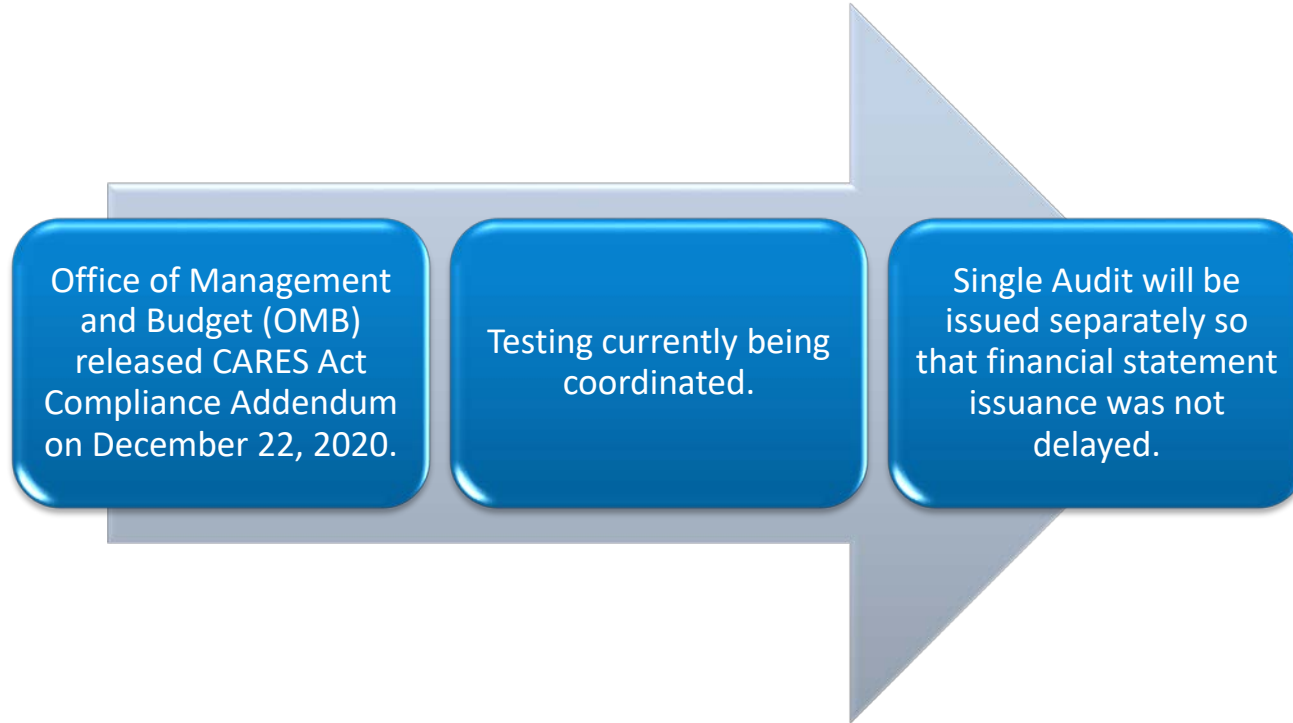 Office of Management
and Budget (OMB)
released CARES Act
Compliance Addendum
on December 22, 2020.
Testing currently being
coordinated.
Single Audit will be
issued separately so
that financial statement
issuance was not
delayed.